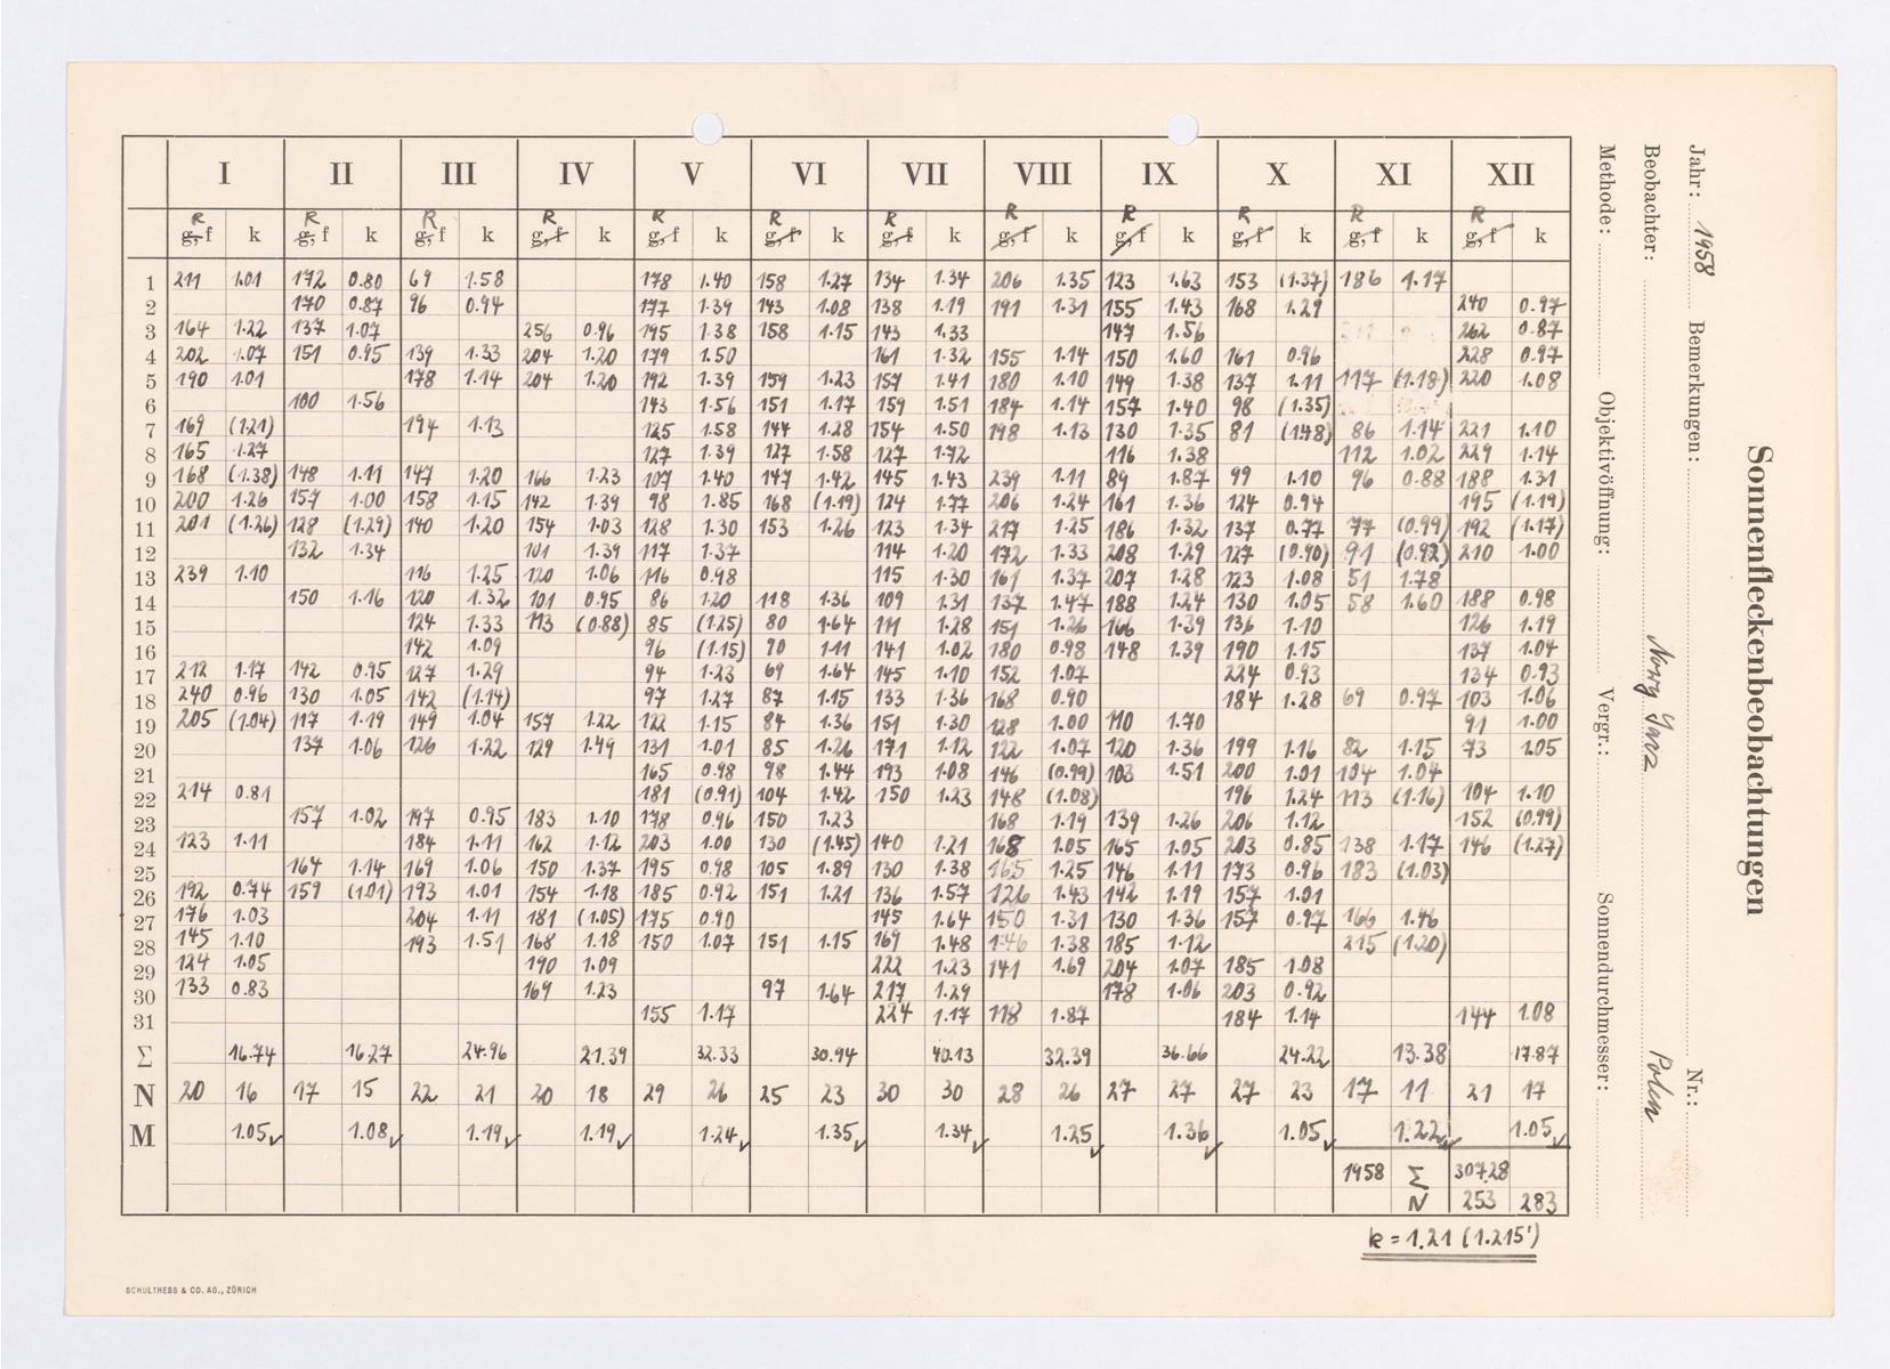 I II III IV V VI VII VIII IX X XI XII
R R R R R R R R R R R R
g, f k g, f k g, f k g, f k g, f k g, f k g, f k g, f k g, f k g, f k g, f k g, f k
1 211 1.01 172 0.80 69 1.58 178 1.40 158 1.27 134 1.34 206 1.35 123 1.63 153 (1.37) 186 1.17
2 170 0.87 96 0.94 177 1.39 143 1.08 138 1.19 191 1.31 155 1.43 168 1.29 240 0.97
3 164 1.22 137 1.07 256 0.96 195 1.38 158 1.15 143 1.33 147 1.56 262 0.87
4 202 1.07 151 0.95 139 1.33 204 1.20 179 1.50 161 1.32 155 1.14 150 1.60 161 0.96 228 0.97
5 190 1.01 178 1.14 204 1.20 192 1.39 159 1.23 157 1.41 180 1.10 149 1.38 137 1.11 117 (1.18) 220 1.08
6 100 1.56 143 1.56 151 1.17 159 1.51 184 1.14 157 1.40 98 (1.35)
7 169 (1.21) 194 1.13 125 1.58 144 1.28 154 1.50 198 1.13 130 1.35 81 (1.48) 86 1.14 221 1.10
8 165 1.27 127 1.39 127 1.58 127 1.72 116 1.38 112 1.02 229 1.14
9 168 (1.38) 148 1.11 147 1.20 166 1.23 107 1.40 147 1.42 145 1.43 239 1.11 89 1.87 99 1.10 96 0.88 188 1.31
10 200 1.26 157 1.00 158 1.15 142 1.39 98 1.85 168 (1.19) 124 1.77 206 1.24 161 1.36 124 0.94 195 (1.19)
11 201 (1.26) 128 (1.29) 140 1.20 154 1.03 128 1.30 153 1.26 123 1.34 217 1.25 186 1.32 137 0.77 77 (0.99) 192 (1.17)
12 132 1.34 101 1.39 117 1.37 114 1.20 172 1.33 208 1.29 127 (0.90) 91 (0.92) 210 1.00
13 239 1.10 116 1.25 120 1.06 116 0.98 115 1.30 161 1.37 207 1.28 123 1.08 51 1.78
14 150 1.16 120 1.32 101 0.95 86 1.20 118 1.36 109 1.31 137 1.47 188 1.24 130 1.05 58 1.60 188 0.98
15 124 1.33 113 (0.88) 85 (1.25) 80 1.64 111 1.28 151 1.26 166 1.39 136 1.10 126 1.19
16 142 1.09 96 (1.15) 90 1.11 141 1.02 180 0.98 148 1.39 190 1.15 137 1.04
17 212 1.17 142 0.95 127 1.29 94 1.23 69 1.64 145 1.10 152 1.07 224 0.93 134 0.93
18 240 0.96 130 1.05 142 (1.14) 97 1.27 87 1.15 133 1.36 168 0.90 184 1.28 69 0.97 103 1.06
19 205 (1.04) 117 1.19 149 1.04 157 1.22 122 1.15 84 1.36 151 1.30 128 1.00 110 1.70 91 1.00
20 137 1.06 126 1.22 129 1.49 131 1.01 85 1.26 171 1.12 122 1.07 120 1.36 199 1.16 82 1.15 73 1.05
21 165 0.98 98 1.44 193 1.08 146 (0.99) 103 1.51 200 1.01 104 1.04
22 214 0.81 181 (0.91) 104 1.42 150 1.23 148 (1.08) 196 1.24 113 (1.16) 104 1.10
23 157 1.02 197 0.95 183 1.10 178 0.96 150 1.23 168 1.19 139 1.26 206 1.12 152 (0.99)
24 123 1.11 184 1.11 162 1.12 203 1.00 130 (1.45) 140 1.21 168 1.05 165 1.05 203 0.85 138 1.17 146 (1.27)
25 164 1.14 169 1.06 150 1.37 195 0.98 105 1.89 130 1.38 165 1.25 146 1.11 173 0.96 183 (1.03)
26 192 0.74 159 (1.01) 193 1.01 154 1.18 185 0.92 151 1.21 136 1.57 126 1.43 142 1.19 157 1.01
27 176 1.03 204 1.11 181 (1.05) 175 0.90 145 1.64 150 1.31 130 1.36 157 0.97 166 1.46
28 145 1.10 193 1.51 168 1.18 150 1.07 151 1.15 169 1.48 146 1.38 185 1.12 215 (1.20)
29 124 1.05 190 1.09 222 1.23 141 1.69 204 1.07 185 1.08
30 133 0.83 169 1.23 97 1.64 217 1.29 178 1.06 203 0.92
31 155 1.17 224 1.17 118 1.87 184 1.14 144 1.08
Σ 16.74 16.27 24.96 21.39 32.33 30.94 40.13 32.39 36.66 24.22 13.38 17.87
N 20 16 17 15 22 21 20 18 29 26 25 23 30 30 28 26 27 27 27 23 17 11 21 17
M 1.05✓ 1.08✓ 1.19✓ 1.19✓ 1.24✓ 1.35✓ 1.34✓ 1.25✓ 1.36✓ 1.05✓ 1.22✓ 1.05✓
1958 Σ 307.28
N 253 283
k = 1.21 (1.215')
SCHULTHESS & CO. AG., ZÜRICH
Sonnenfleckenbeobachtungen
Jahr: 1958 Bemerkungen: Nr.:
Beobachter: Nowy Sącz Polen
Methode: Objektivöffnung: Vergr.: Sonnendurchmesser: